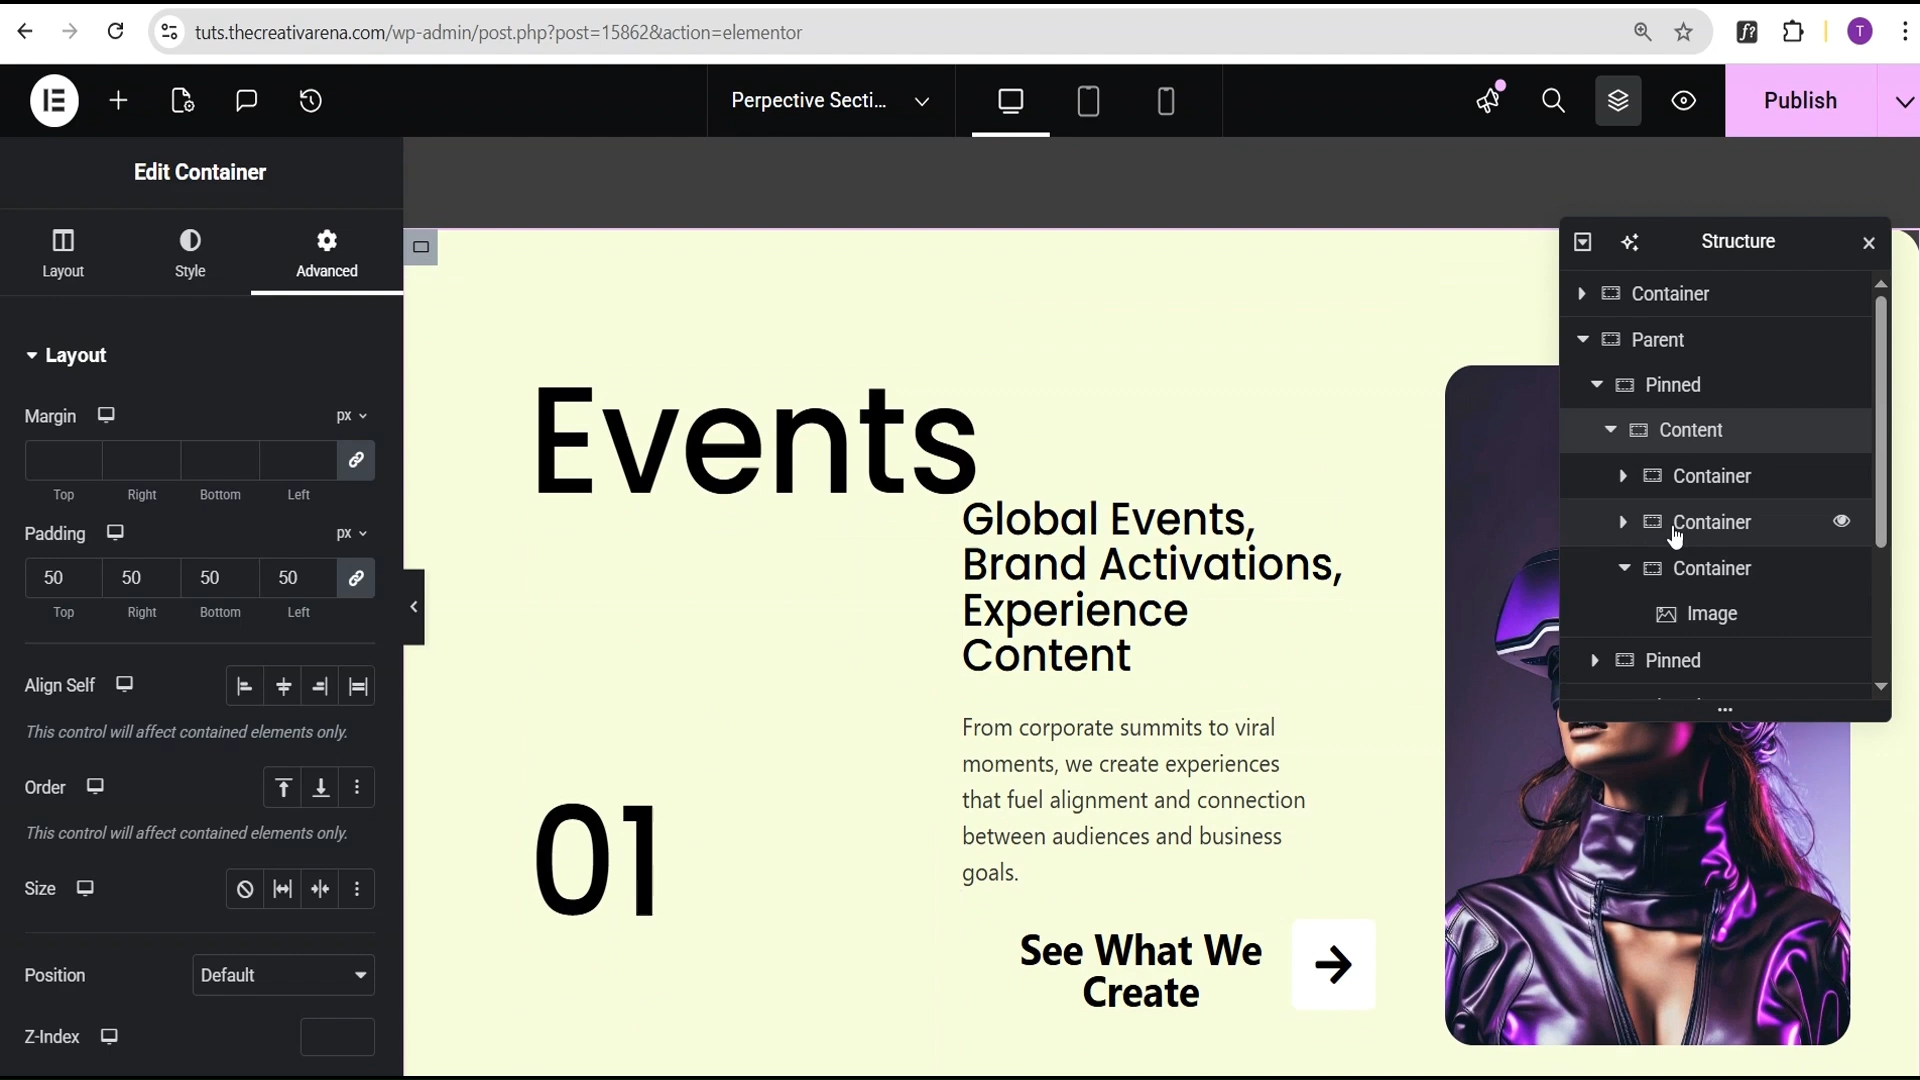 tuts.thecreativarena.com/wp-admin/post.php?post=15862&action=elementor
T
Perpective Secti...
Publish
Edit Container
Layout
Style
Advanced
Layout
Margin
px
Top
Right
Bottom
Left
Padding
px
50
50
50
50
Top
Right
Bottom
Left
Align Self
This control will affect contained elements only.
Order
This control will affect contained elements only.
Size
Position
Default
Z-Index
Events
01
Global Events,
Brand Activations,
Experience
Content
From corporate summits to viral
moments, we create experiences
that fuel alignment and connection
between audiences and business
goals.
See What We
Create
Structure
Container
Parent
Pinned
Content
Container
Container
Container
Image
Pinned